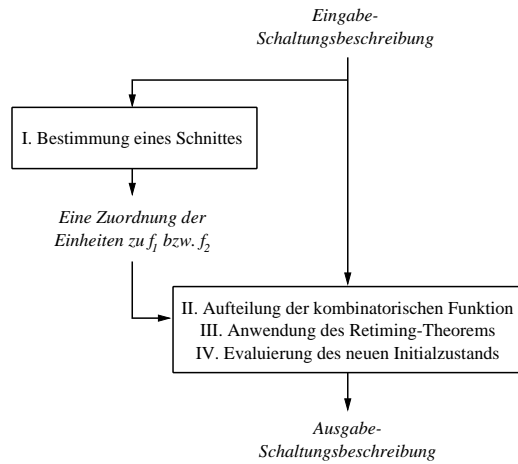 Eingabe-
Schaltungsbeschreibung
I. Bestimmung eines Schnittes
Eine Zuordnung der
Einheiten zu f1 bzw. f2
II. Aufteilung der kombinatorischen Funktion
III. Anwendung des Retiming-Theorems
IV. Evaluierung des neuen Initialzustands
Ausgabe-
Schaltungsbeschreibung